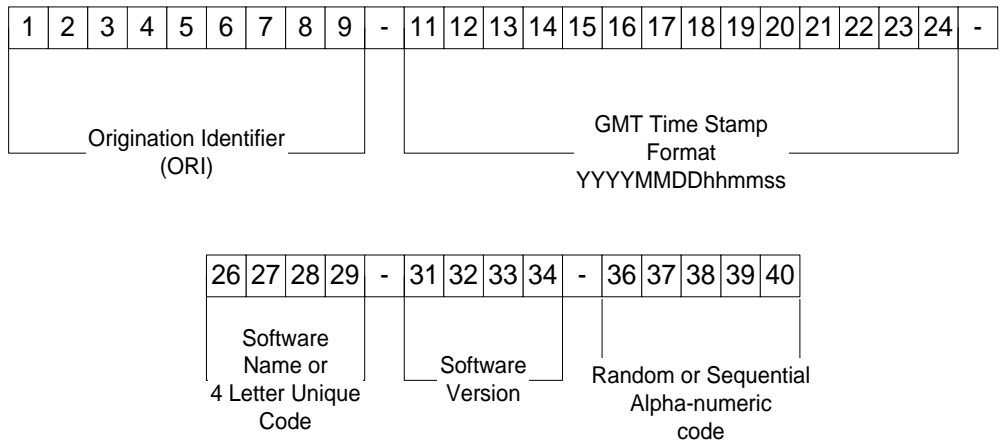 1 2 3 4 5 6 7 8 9 - 11 12 13 14 15 16 17 18 19 20 21 22 23 24 -
Origination Identifier
(ORI)
GMT Time Stamp
Format
YYYYMMDDhhmmss
26 27 28 29 - 31 32 33 34 - 36 37 38 39 40
Software
Name or
4 Letter Unique
Code
Software
Version
Random or Sequential
Alpha-numeric
code